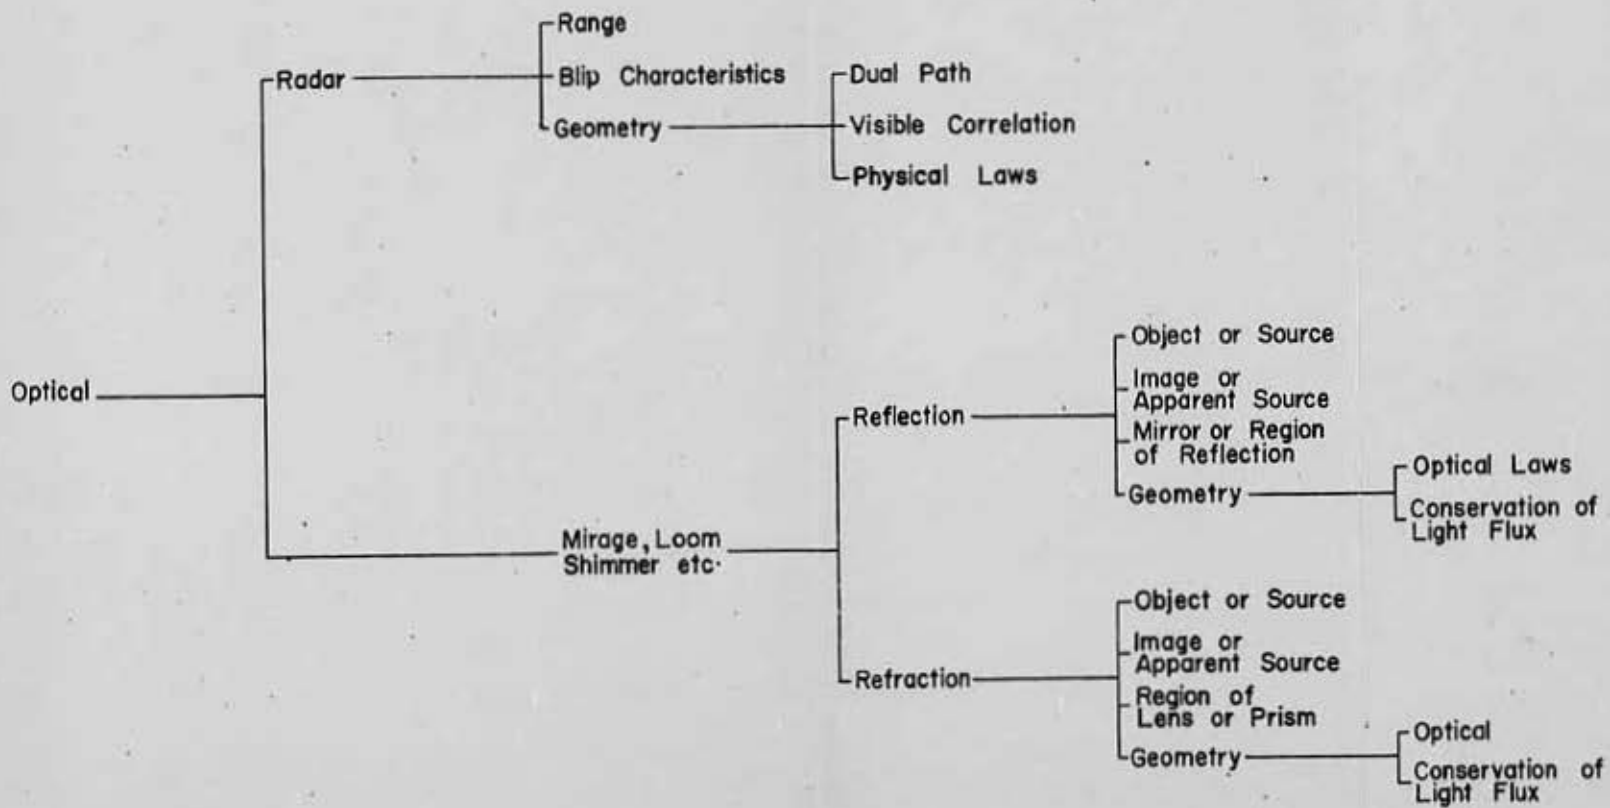 Range
Radar
Blip Characteristics
Geometry
Dual Path
Visible Correlation
Physical Laws
Optical
Mirage, Loom
Shimmer etc.
Reflection
Object or Source
Image or
Apparent Source
Mirror or Region
of Reflection
Geometry
Optical Laws
Conservation of
Light Flux
Refraction
Object or Source
Image or
Apparent Source
Region of
Lens or Prism
Geometry
Optical
Conservation of
Light Flux